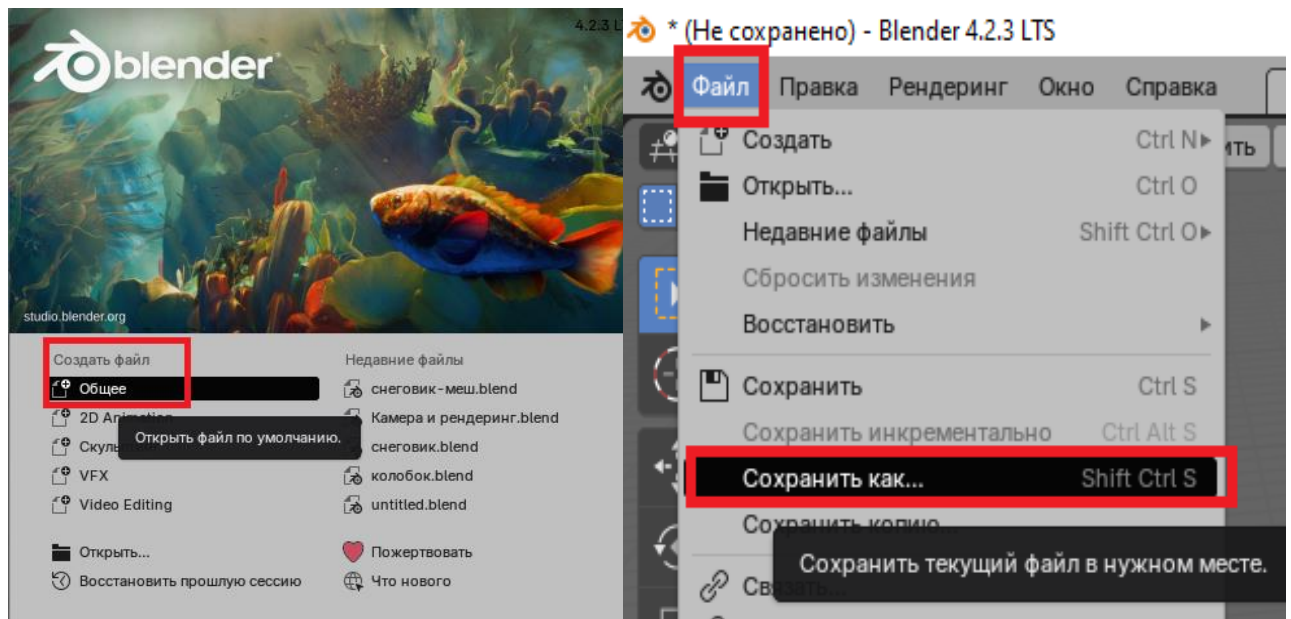 4.2.3 L
blender
studio.blender.org
Создать файл
Общее
2D Animation
VFX
Video Editing
Открыть...
Восстановить прошлую сессию
Открыть файл по умолчанию.
Недавние файлы
снеговик-меш.blend
Камера и рендеринг.blend
снеговик.blend
колобок.blend
untitled.blend
Пожертвовать
Что нового
* (Не сохранено) - Blender 4.2.3 LTS
Файл Правка Рендеринг Окно Справка
Создать Ctrl N
ить
Открыть... Ctrl O
Недавние файлы Shift Ctrl O
Сбросить изменения
Восстановить
Сохранить Ctrl S
Сохранить инкрементально Ctrl Alt S
Сохранить как... Shift Ctrl S
Сохранить копию...
Сохранить текущий файл в нужном месте.
Связать...